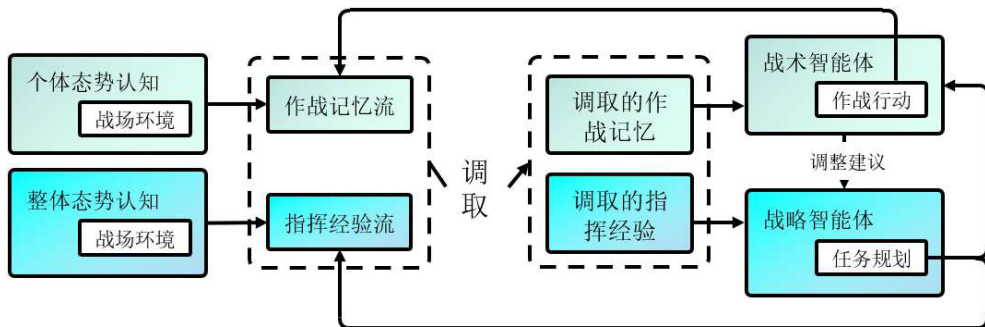 个体态势认知
战场环境
整体态势认知
战场环境
作战记忆流
指挥经验流
调
取
调取的作
战记忆
调取的指
挥经验
战术智能体
作战行动
调整建议
战略智能体
任务规划